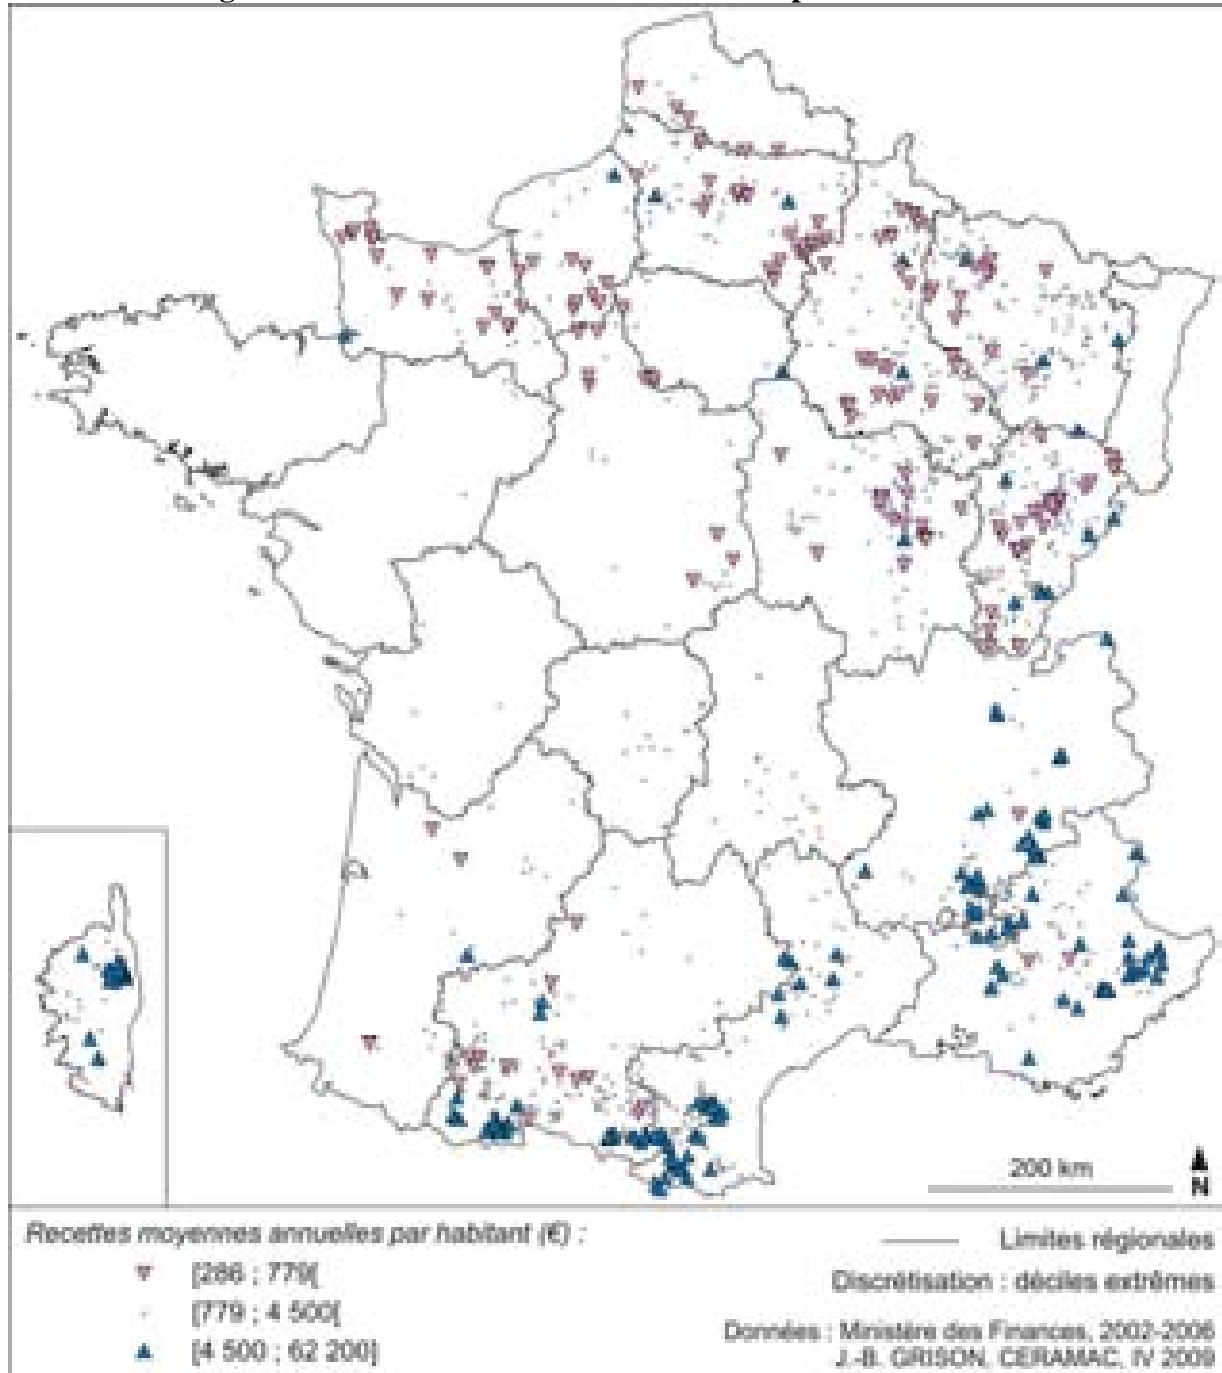 200 km
N
Recettes moyennes annuelles par habitant (€) :
[286 ; 779[
[779 ; 4 500[
[4 500 ; 62 200]
Limites régionales
Discrétisation : déciles extrêmes
Données : Ministère des Finances, 2002-2006
J.-B. GRISON, CERAMAC, IV 2009